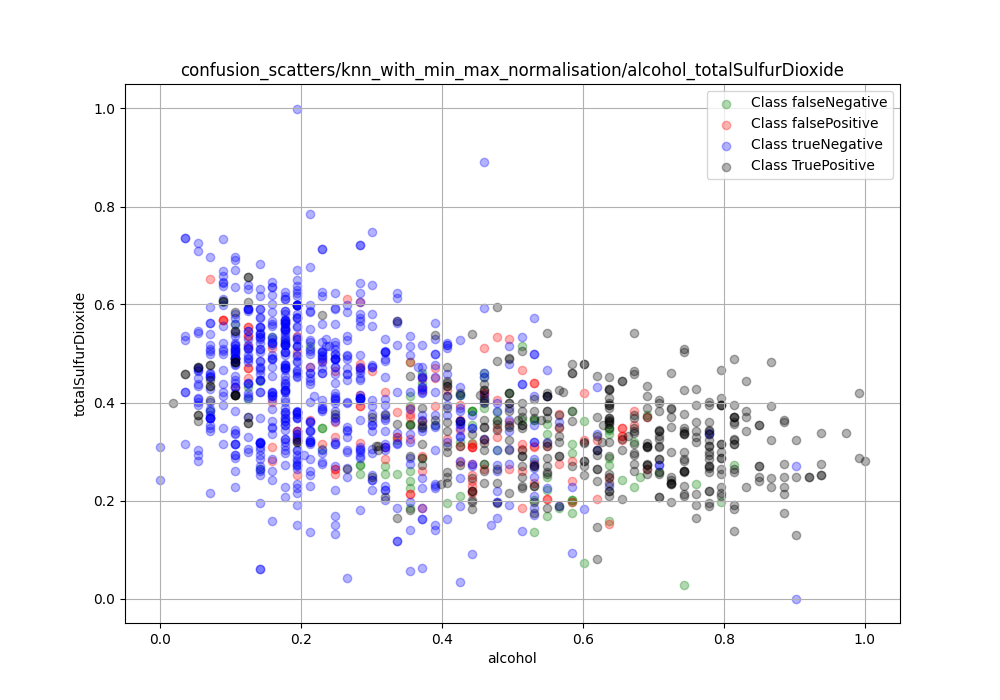 confusion_scatters/knn_with_min_max_normalisation/alcohol_totalSulfurDioxide
Class falseNegative
Class falsePositive
Class trueNegative
Class TruePositive
1.0
0.8
0.6
0.4
0.2
0.0
totalSulfurDioxide
0.0 0.2 0.4 0.6 0.8 1.0
alcohol